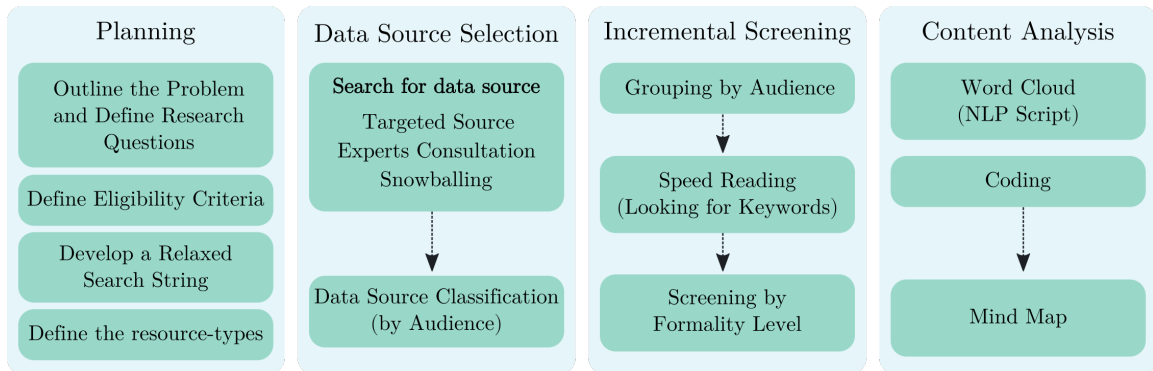 Planning
Outline the Problem
and Define Research
Questions
Define Eligibility Criteria
Develop a Relaxed
Search String
Define the resource-types
Data Source Selection
Search for data source
Targeted Source
Experts Consultation
Snowballing
Data Source Classification
(by Audience)
Incremental Screening
Grouping by Audience
Speed Reading
(Looking for Keywords)
Screening by
Formality Level
Content Analysis
Word Cloud
(NLP Script)
Coding
Mind Map